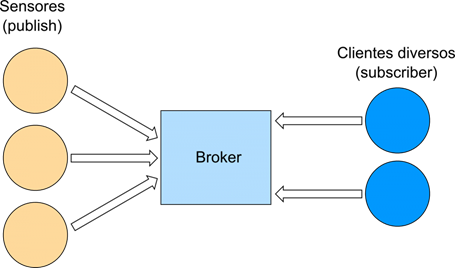 Sensores
(publish)
Clientes diversos
(subscriber)
Broker